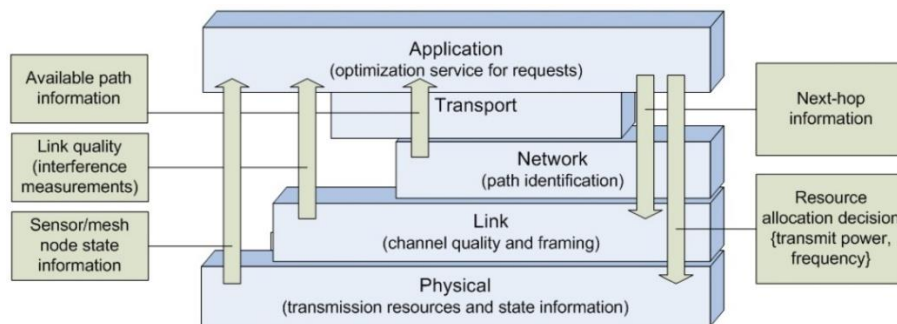 Application
(optimization service for requests)
Available path
information
Transport
Next-hop
information
Link quality
(interference
measurements)
Network
(path identification)
Sensor/mesh
node state
information
Link
(channel quality and framing)
Resource
allocation decision
{transmit power,
frequency}
Physical
(transmission resources and state information)